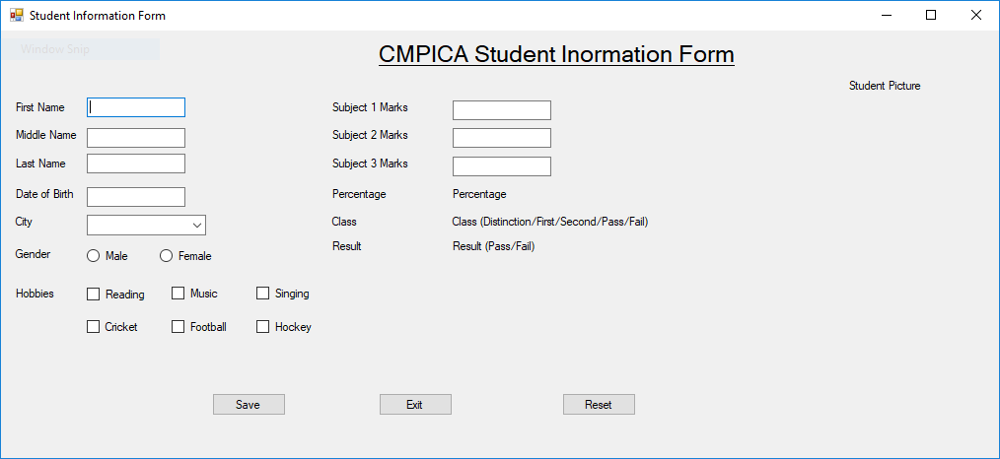 Student Information Form
Window Snip
CMPICA Student Inormation Form
Student Picture
First Name
Middle Name
Last Name
Date of Birth
City
Gender Male Female
Hobbies Reading Music Singing
Cricket Football Hockey
Subject 1 Marks
Subject 2 Marks
Subject 3 Marks
Percentage Percentage
Class Class (Distinction/First/Second/Pass/Fail)
Result Result (Pass/Fail)
Save Exit Reset